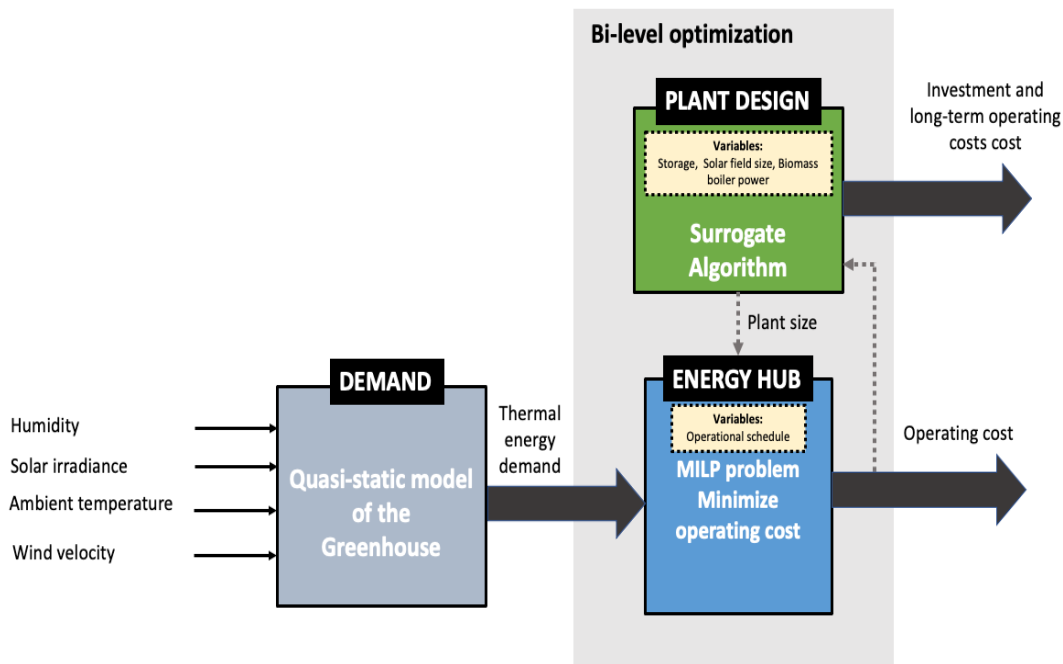 Bi-level optimization
PLANT DESIGN
Variables:
Storage, Solar field size, Biomass
boiler power
Surrogate
Algorithm
Investment and
long-term operating
costs cost
Plant size
DEMAND
Quasi-static model
of the
Greenhouse
Humidity
Solar irradiance
Ambient temperature
Wind velocity
Thermal
energy
demand
ENERGY HUB
Variables:
Operational schedule
MILP problem
Minimize
operating cost
Operating cost